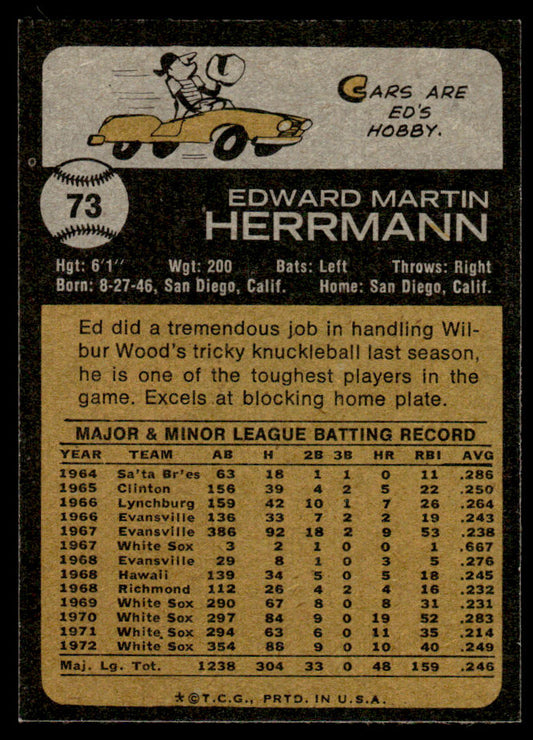 CARS ARE
ED'S
HOBBY.
73
EDWARD MARTIN
HERRMANN
Hgt: 6'1" Wgt: 200 Bats: Left Throws: Right
Born: 8-27-46, San Diego, Calif. Home: San Diego, Calif.
Ed did a tremendous job in handling Wil-
bur Wood's tricky knuckleball last season,
he is one of the toughest players in the
game. Excels at blocking home plate.
MAJOR & MINOR LEAGUE BATTING RECORD
YEAR TEAM AB H 2B 3B HR RBI AVG
1964 Sa'ta Br'es 63 18 1 1 0 11 .286
1965 Clinton 156 39 4 2 5 22 .250
1966 Lynchburg 159 42 10 1 7 26 .264
1966 Evansville 136 33 7 2 2 19 .243
1967 Evansville 386 92 18 2 9 53 .238
1967 White Sox 3 2 1 0 0 1 .667
1968 Evansville 29 8 1 0 3 5 .276
1968 Hawaii 139 34 5 0 5 18 .245
1968 Richmond 112 26 4 2 4 16 .232
1969 White Sox 290 67 8 0 8 31 .231
1970 White Sox 297 84 9 0 19 52 .283
1971 White Sox 294 63 6 0 11 35 .214
1972 White Sox 354 88 9 0 10 40 .249
Maj. Lg. Tot. 1238 304 33 0 48 159 .246
*©T.C.G., PRTD. IN U.S.A.